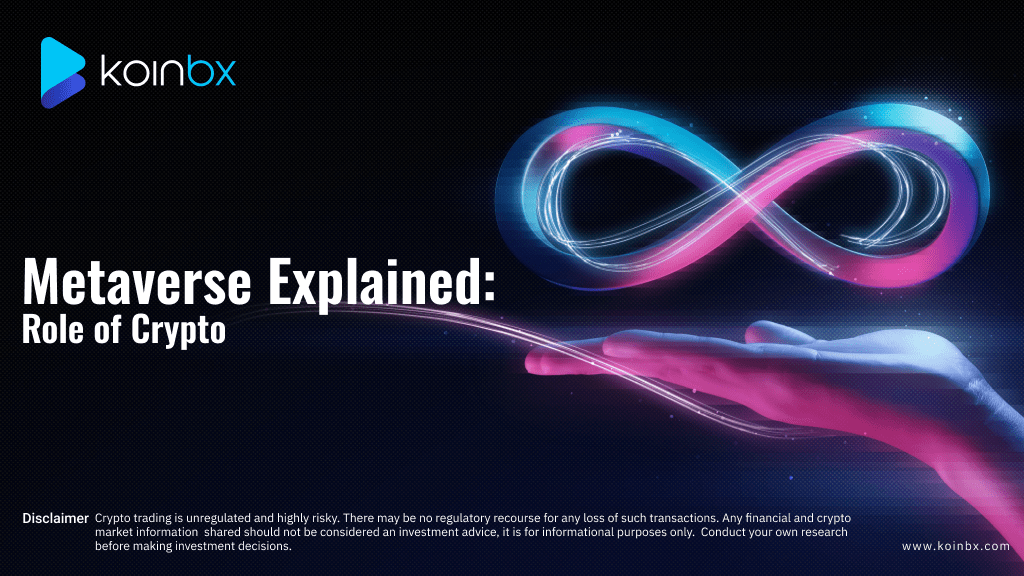 koinbx
Metaverse Explained:
Role of Crypto
Disclaimer Crypto trading is unregulated and highly risky. There may be no regulatory recourse for any loss of such transactions. Any financial and crypto
market information shared should not be considered an investment advice, it is for informational purposes only. Conduct your own research
before making investment decisions.
www.koinbx.com